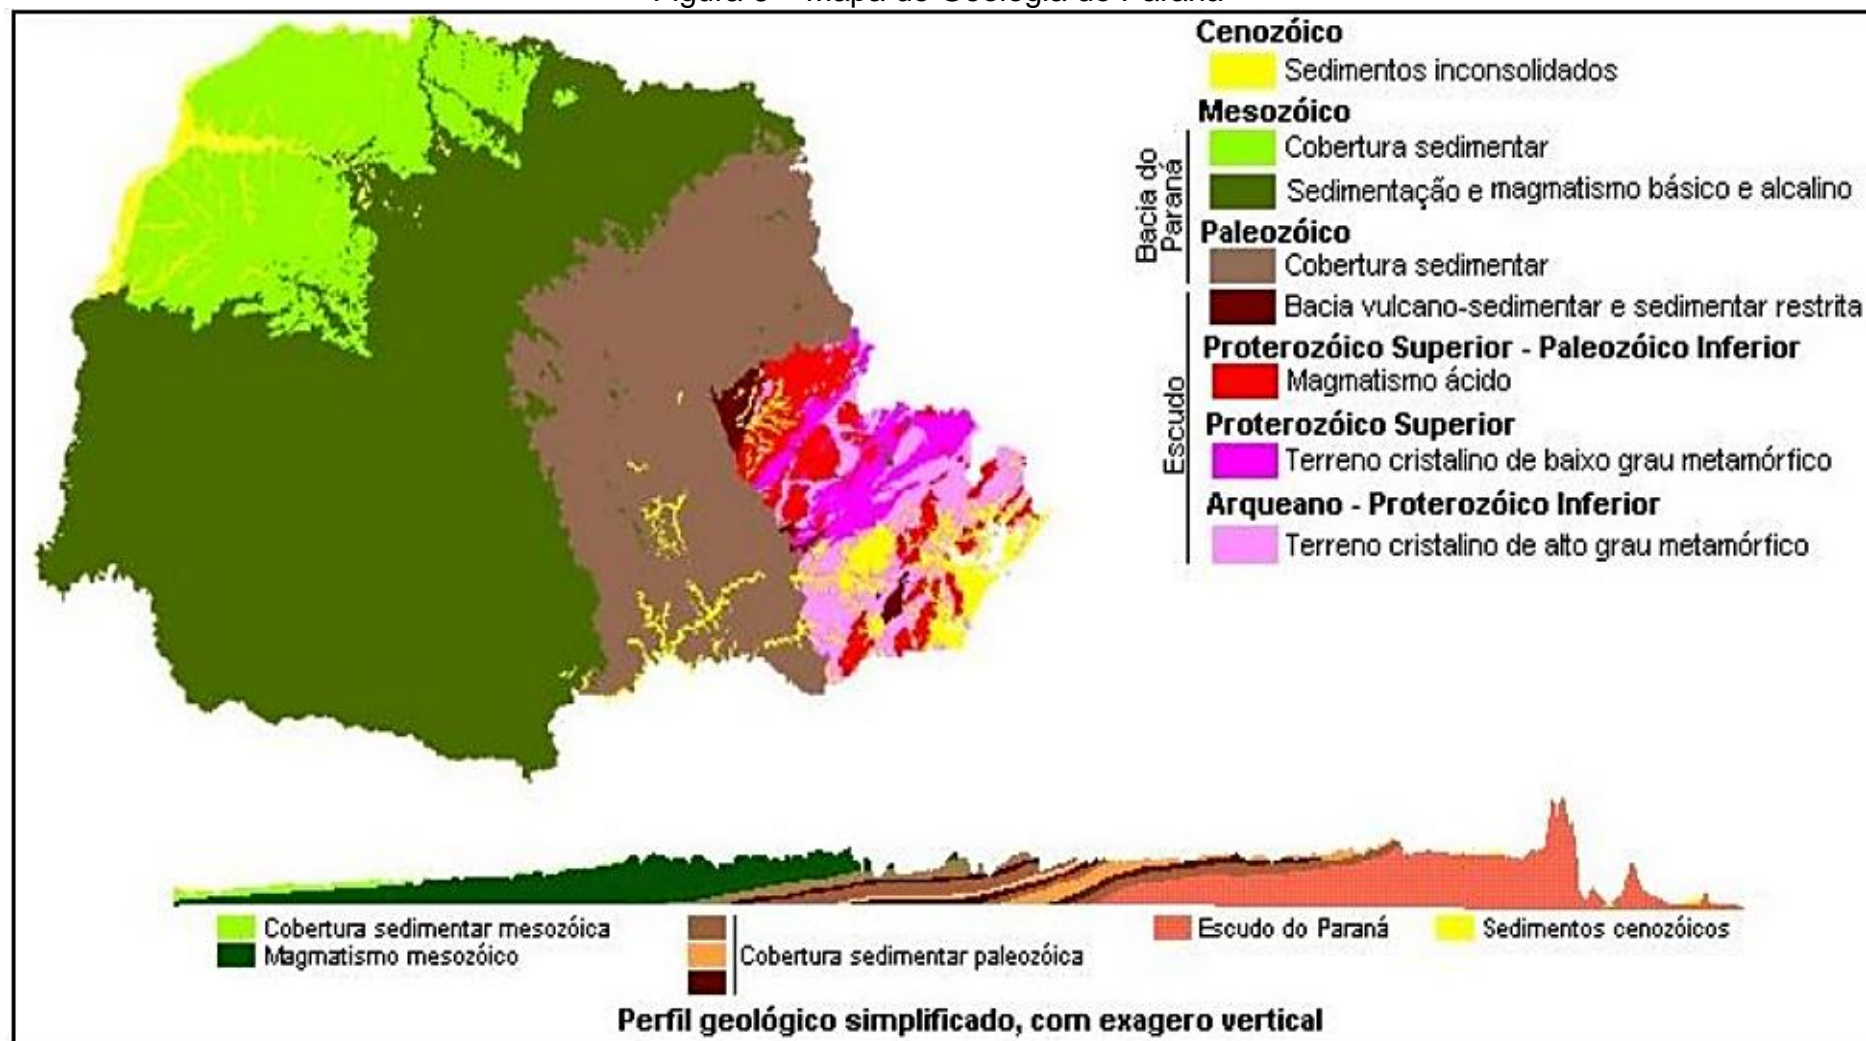 Cenozóico
Sedimentos inconsolidados
Mesozóico
Cobertura sedimentar
Sedimentação e magmatismo básico e alcalino
Bacia do
Paraná
Paleozóico
Cobertura sedimentar
Bacia vulcano-sedimentar e sedimentar restrita
Proterozóico Superior - Paleozóico Inferior
Magmatismo ácido
Escudo
Proterozóico Superior
Terreno cristalino de baixo grau metamórfico
Arqueano - Proterozóico Inferior
Terreno cristalino de alto grau metamórfico
Cobertura sedimentar mesozóica
Magmatismo mesozóico
Cobertura sedimentar paleozóica
Escudo do Paraná
Sedimentos cenozóicos
Perfil geológico simplificado, com exagero vertical